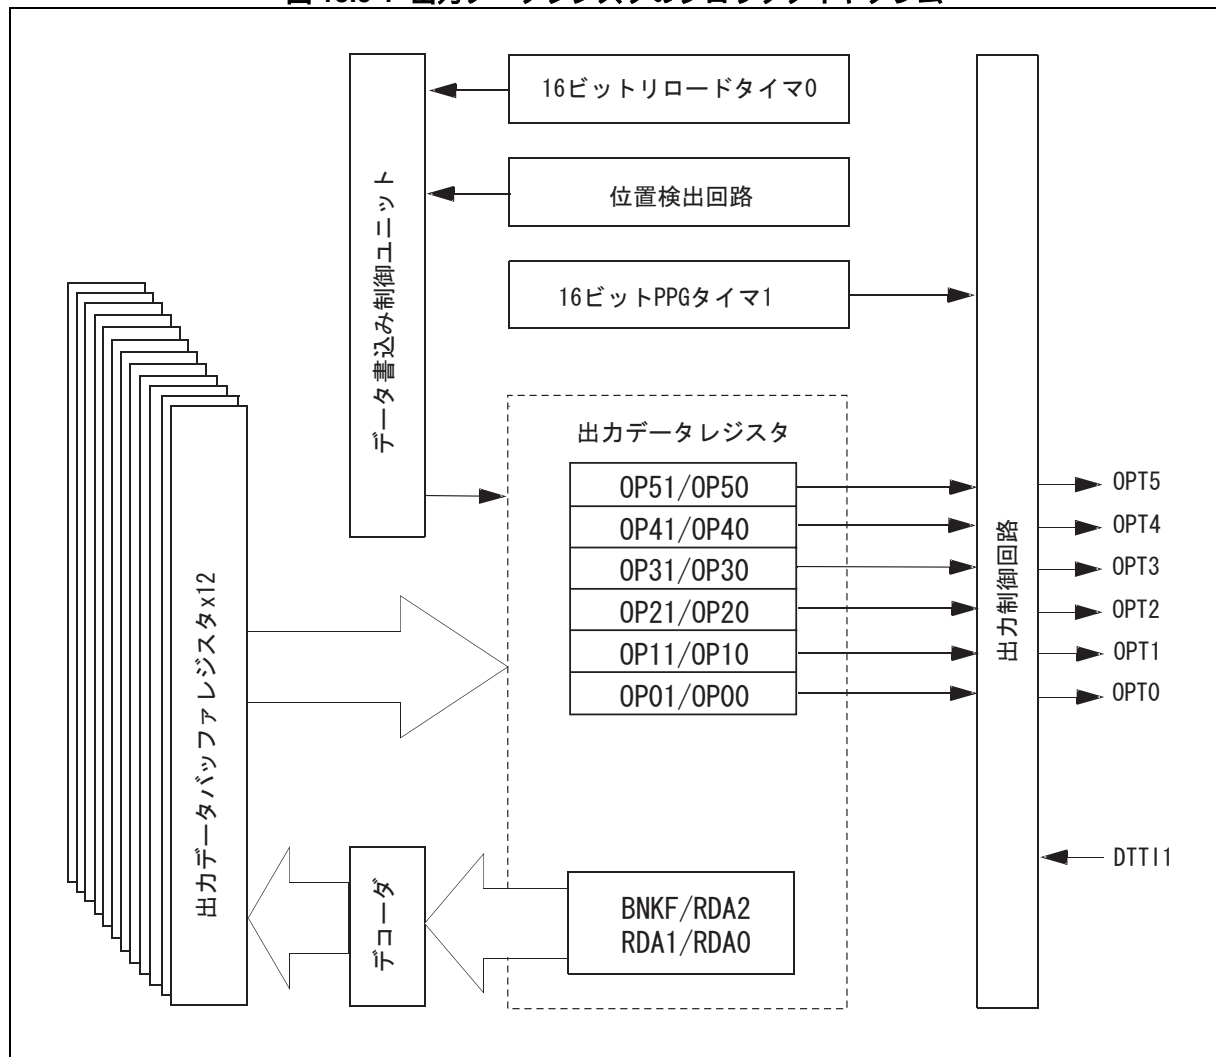 16ビットリロードタイマ0
位置検出回路
16ビットPPGタイマ1
データ書込み制御ユニット
出力データレジスタ
OP51/OP50
OP41/OP40
OP31/OP30
OP21/OP20
OP11/OP10
OP01/OP00
出力制御回路
OPT5
OPT4
OPT3
OPT2
OPT1
OPT0
DTTI1
出力データバッファレジスタx12
デコーダ
BNKF/RDA2
RDA1/RDA0